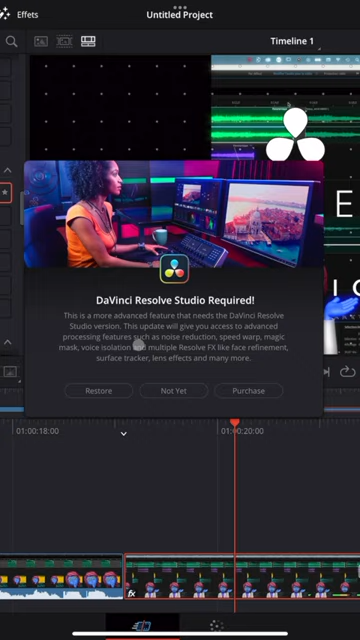 Effets
Untitled Project
Timeline 1
E
DaVinci Resolve Studio Required!
This is a more advanced feature that needs the DaVinci Resolve
Studio version. This update will give you access to advanced
processing features such as noise reduction, speed warp, magic
mask, voice isolation and multiple Resolve FX like face refinement,
surface tracker, lens effects and many more.
Restore
Not Yet
Purchase
01:00:18:00
01:00:20:00
fx